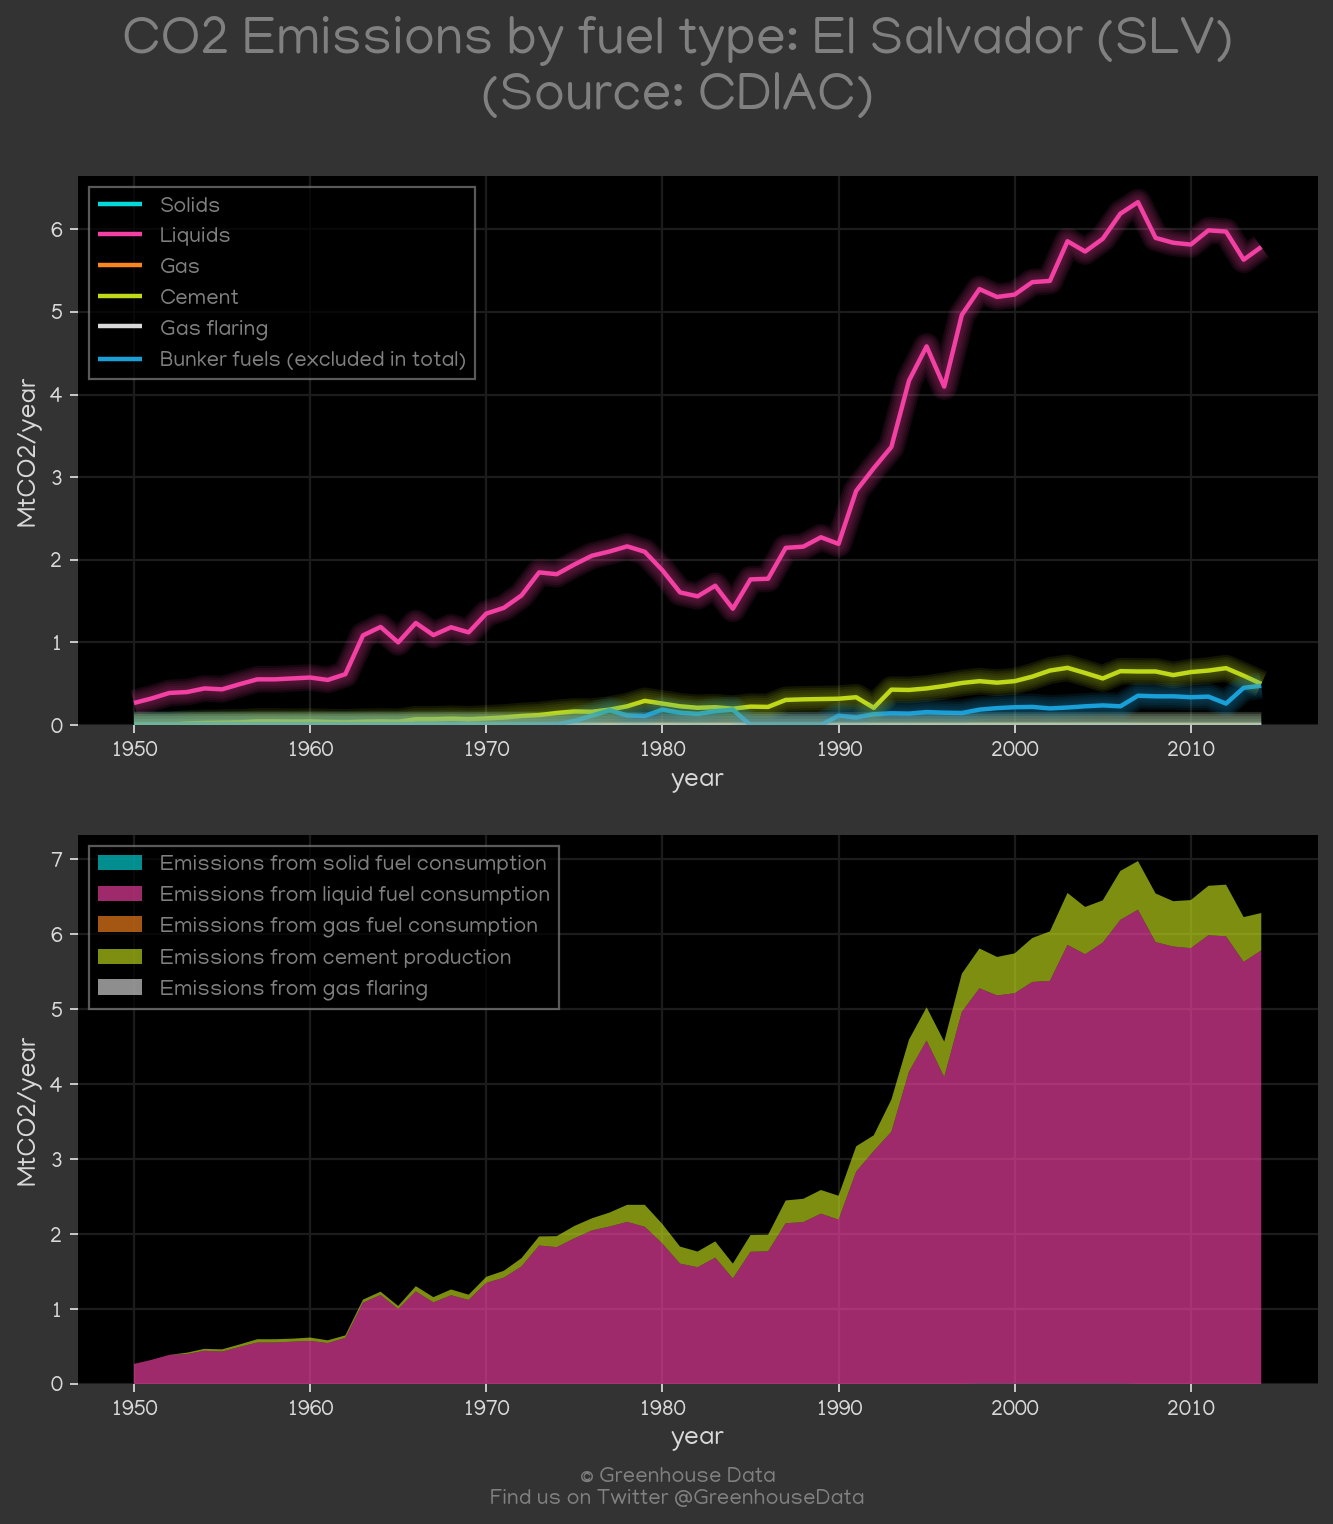 CO2 Emissions by fuel type: El Salvador (SLV)
(Source: CDIAC)
Solids
Liquids
Gas
Cement
Gas flaring
Bunker fuels (excluded in total)
MtCO2/year
6
5
4
3
2
1
0
1950 1960 1970 1980 1990 2000 2010
year
Emissions from solid fuel consumption
Emissions from liquid fuel consumption
Emissions from gas fuel consumption
Emissions from cement production
Emissions from gas flaring
MtCO2/year
7
6
5
4
3
2
1
0
1950 1960 1970 1980 1990 2000 2010
year
© Greenhouse Data
Find us on Twitter @GreenhouseData